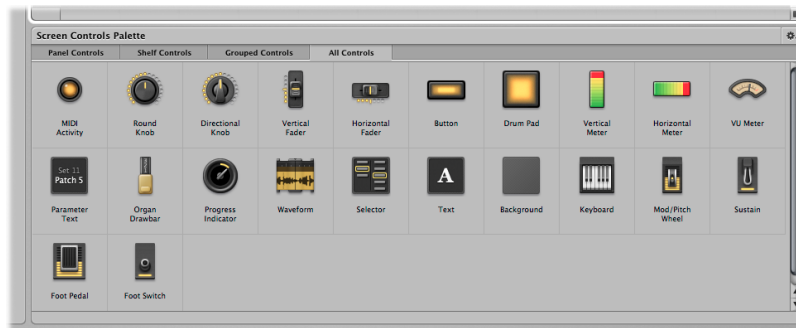 Screen Controls Palette
Panel Controls Shelf Controls Grouped Controls All Controls
MIDI Activity
Round Knob
Directional Knob
Vertical Fader
Horizontal Fader
Button
Drum Pad
Vertical Meter
Horizontal Meter
VU Meter
Set 11
Patch 5
A
Parameter Text
Organ Drawbar
Progress Indicator
Waveform
Selector
Text
Background
Keyboard
Mod/Pitch Wheel
Sustain
Foot Pedal
Foot Switch